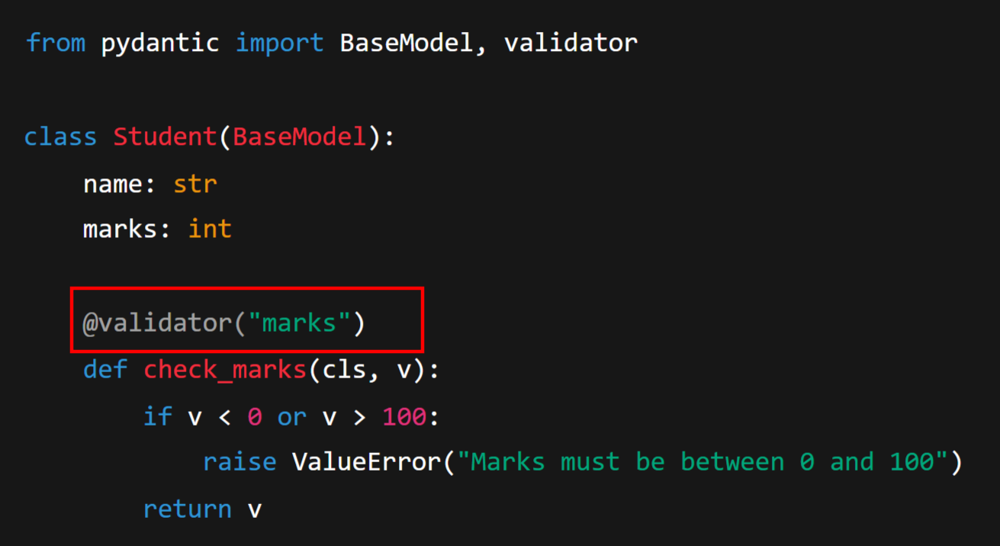 from pydantic import BaseModel, validator
class Student(BaseModel):
    name: str
    marks: int
    @validator("marks")
    def check_marks(cls, v):
        if v < 0 or v > 100:
            raise ValueError("Marks must be between 0 and 100")
        return v